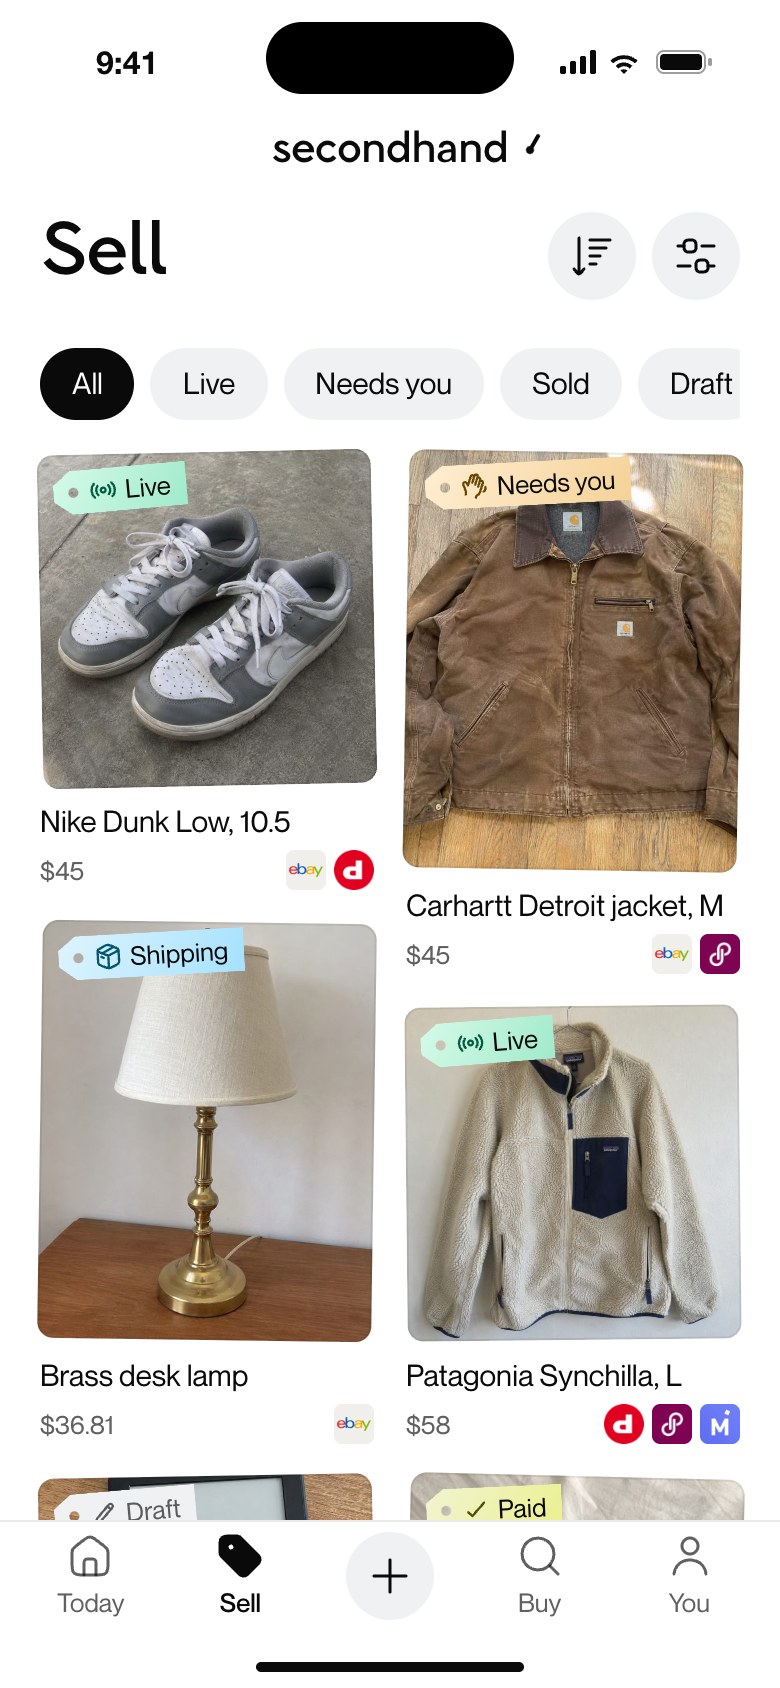 9:41
secondhand
Sell
All
Live
Needs you
Sold
Draft
Live
Needs you
Nike Dunk Low, 10.5
$45
ebay
Carhartt Detroit jacket, M
$45
ebay
Shipping
Live
Brass desk lamp
$36.81
ebay
Patagonia Synchilla, L
$58
Draft
Paid
Today
Sell
Buy
You